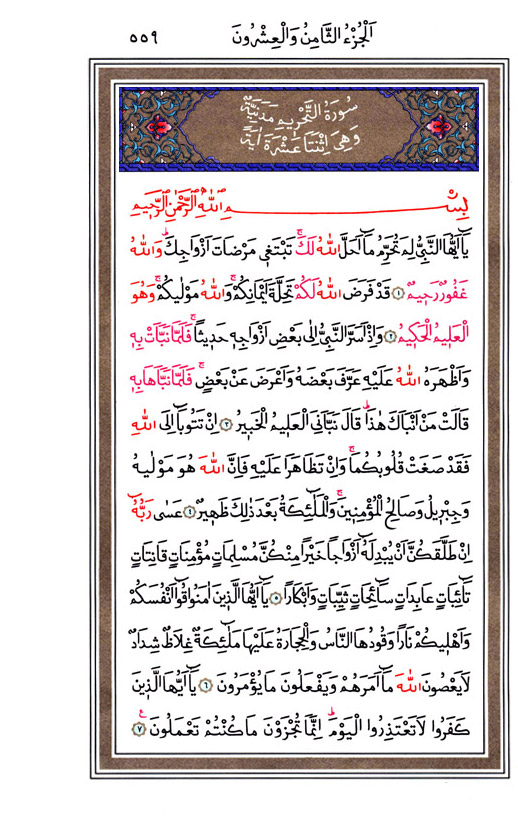 اَلْجُزْءُ الثَّامِنُ وَالْعِشْرُونَ ٥٥٩
سُورَةُ التَّحْرِيمِ مَدَنِيَّةٌ
وَهِيَ اِثْنَتَا عَشْرَةَ اٰيَةً
بِسْمِ اللّٰهِ الرَّحْمٰنِ الرَّحِيمِ
يَٓا اَيُّهَا النَّبِيُّ لِمَ تُحَرِّمُ مَٓا اَحَلَّ اللّٰهُ لَكَۚ تَبْتَغ۪ي مَرْضَاتَ اَزْوَاجِكَۜ وَاللّٰهُ
غَفُورٌ رَح۪يمٌ ﴿١﴾ قَدْ فَرَضَ اللّٰهُ لَكُمْ تَحِلَّةَ اَيْمَانِكُمْۚ وَاللّٰهُ مَوْلٰيكُمْۚ وَهُوَ
الْعَل۪يمُ الْحَك۪يمُ ﴿٢﴾ وَاِذْ اَسَرَّ النَّبِيُّ اِلٰى بَعْضِ اَزْوَاجِه۪ حَد۪يثاًۚ فَلَمَّا نَبَّاَتْ بِه۪
وَاَظْهَرَهُ اللّٰهُ عَلَيْهِ عَرَّفَ بَعْضَهُ وَاَعْرَضَ عَنْ بَعْضٍۚ فَلَمَّا نَبَّاَهَا بِه۪
قَالَتْ مَنْ اَنْبَاَكَ هٰذَاۜ قَالَ نَبَّاَنِيَ الْعَل۪يمُ الْخَب۪يرُ ﴿٣﴾ اِنْ تَتُوبَٓا اِلَى اللّٰهِ
فَقَدْ صَغَتْ قُلُوبُكُمَاۚ وَاِنْ تَظَاهَرَا عَلَيْهِ فَاِنَّ اللّٰهَ هُوَ مَوْلٰيهُ
وَجِبْر۪يلُ وَصَالِحُ الْمُؤْمِن۪ينَۚ وَالْمَلٰٓئِكَةُ بَعْدَ ذٰلِكَ ظَه۪يرٌ ﴿٤﴾ عَسٰى رَبُّهُٓ
اِنْ طَلَّقَكُنَّ اَنْ يُبْدِلَهُٓ اَزْوَاجاً خَيْراً مِنْكُنَّ مُسْلِمَاتٍ مُؤْمِنَاتٍ قَانِتَاتٍ
تَٓائِبَاتٍ عَابِدَاتٍ سَٓائِحَاتٍ ثَيِّبَاتٍ وَاَبْكَاراً ﴿٥﴾ يَٓا اَيُّهَا الَّذ۪ينَ اٰمَنُوا قُٓوا اَنْفُسَكُمْ
وَاَهْل۪يكُمْ نَاراً وَقُودُهَا النَّاسُ وَالْحِجَارَةُ عَلَيْهَا مَلٰٓئِكَةٌ غِلَاظٌ شِدَادٌ
لَا يَعْصُونَ اللّٰهَ مَٓا اَمَرَهُمْ وَيَفْعَلُونَ مَا يُؤْمَرُونَ ﴿٦﴾ يَٓا اَيُّهَا الَّذ۪ينَ
كَفَرُوا لَا تَعْتَذِرُوا الْيَوْمَۜ اِنَّمَا تُجْزَوْنَ مَا كُنْتُمْ تَعْمَلُونَ۟ ﴿٧﴾